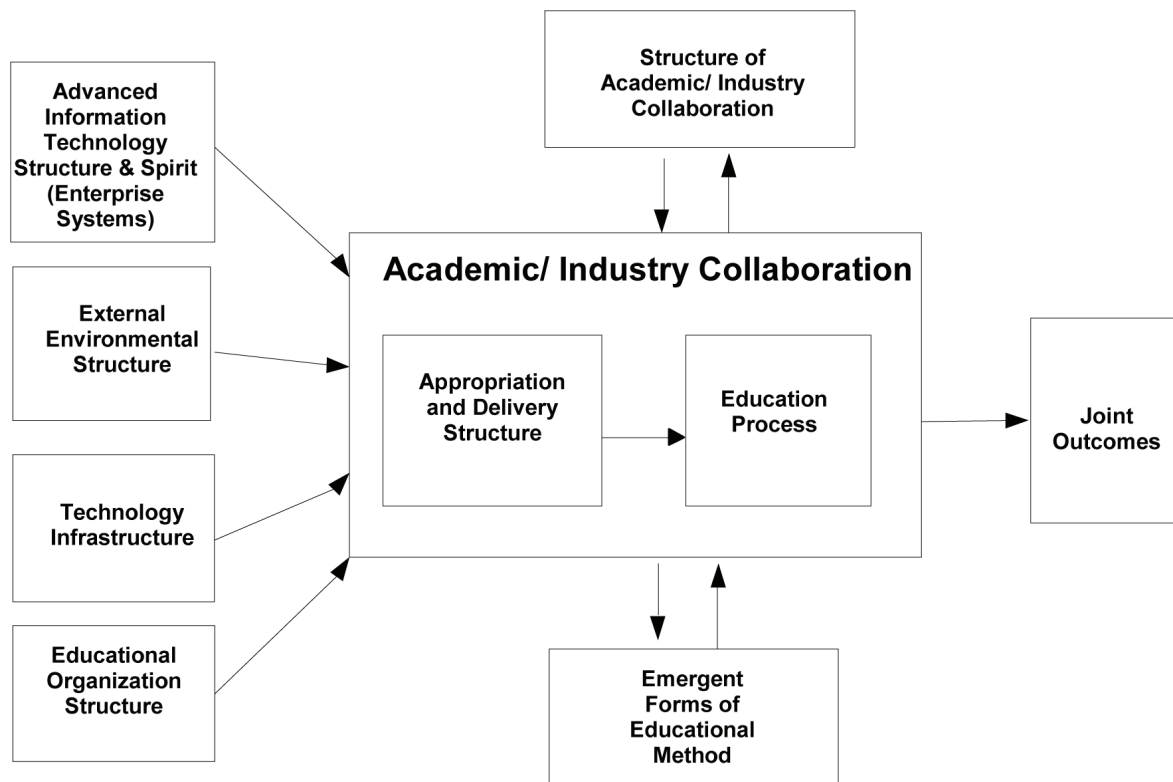 Advanced
Information
Technology
Structure & Spirit
(Enterprise
Systems)
External
Environmental
Structure
Technology
Infrastructure
Educational
Organization
Structure
Structure of
Academic/ Industry
Collaboration
Academic/ Industry Collaboration
Appropriation
and Delivery
Structure
Education
Process
Emergent
Forms of
Educational
Method
Joint
Outcomes